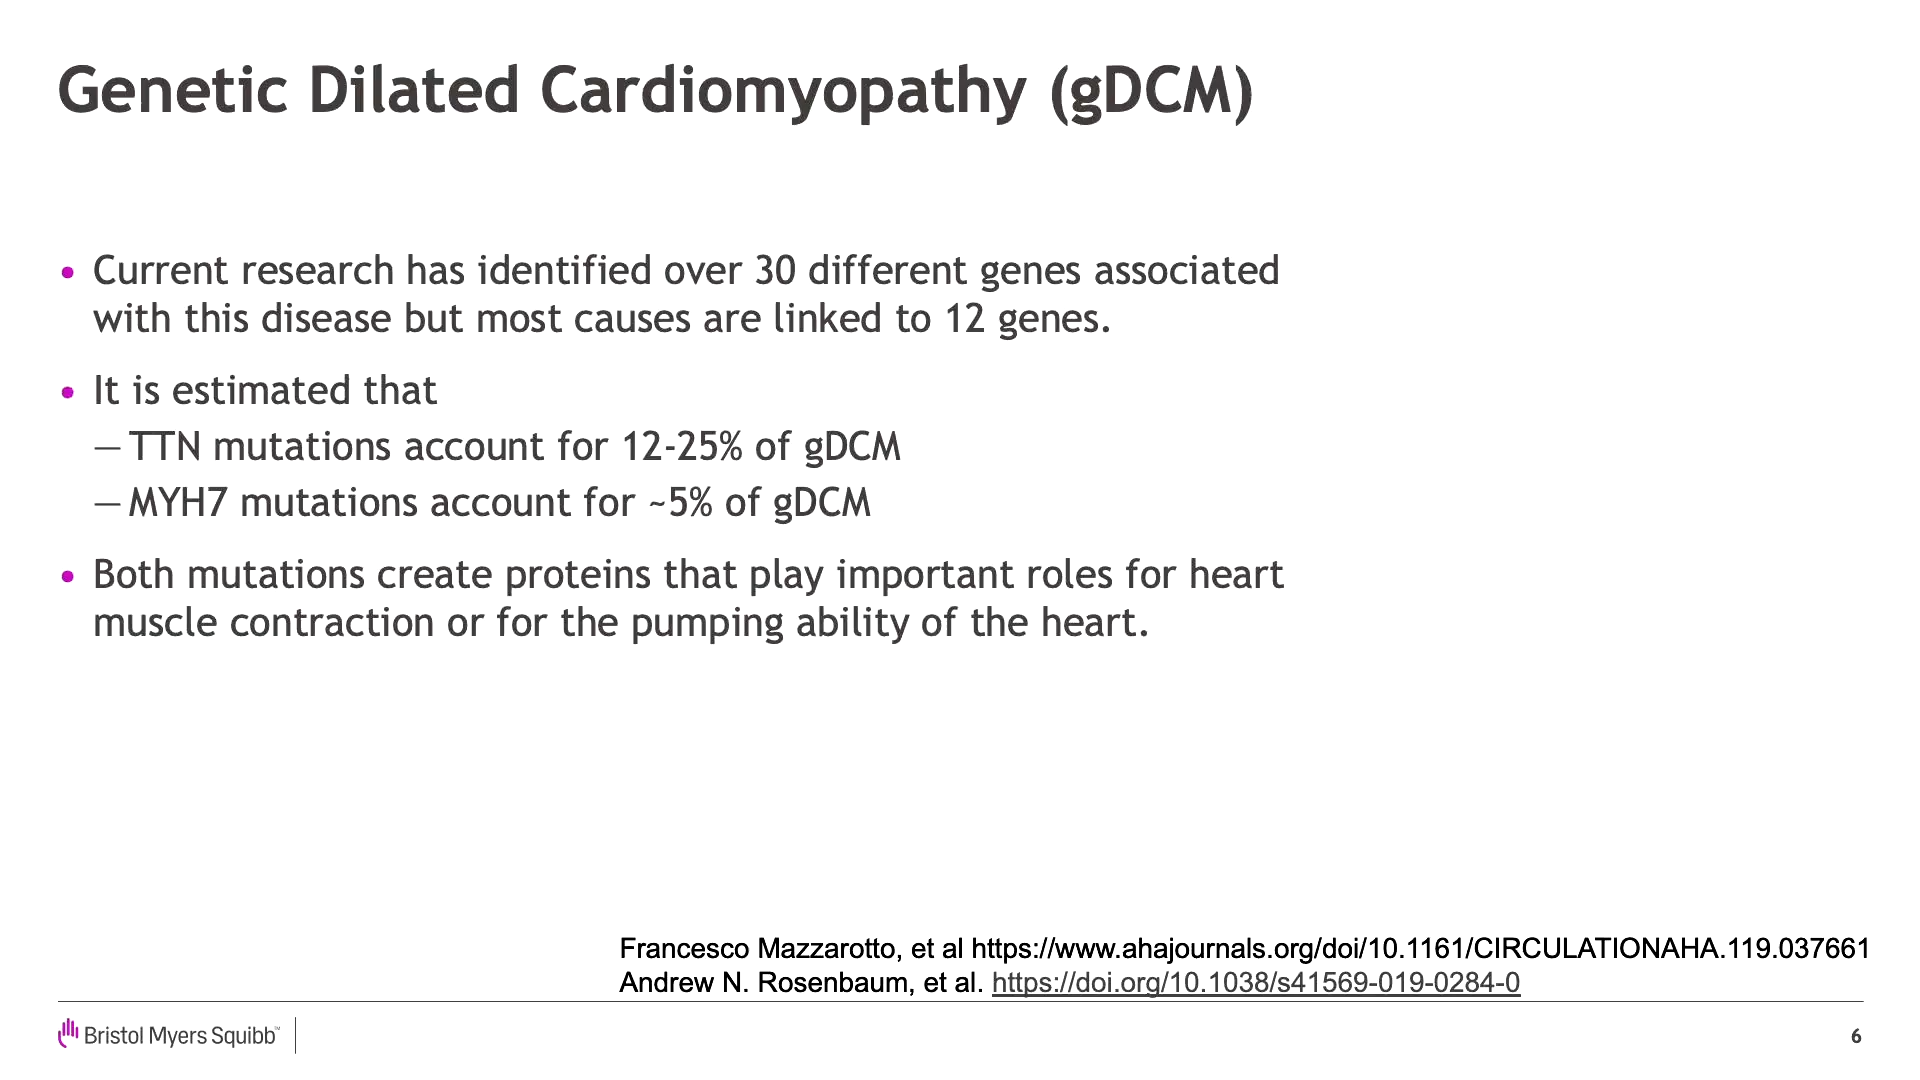 Genetic Dilated Cardiomyopathy (gDCM)
• Current research has identified over 30 different genes associated
with this disease but most causes are linked to 12 genes.
• It is estimated that
— TTN mutations account for 12-25% of gDCM
— MYH7 mutations account for ~5% of gDCM
• Both mutations create proteins that play important roles for heart
muscle contraction or for the pumping ability of the heart.
Francesco Mazzarotto, et al https://www.ahajournals.org/doi/10.1161/CIRCULATIONAHA.119.037661
Andrew N. Rosenbaum, et al. https://doi.org/10.1038/s41569-019-0284-0
Bristol Myers Squibb™
6